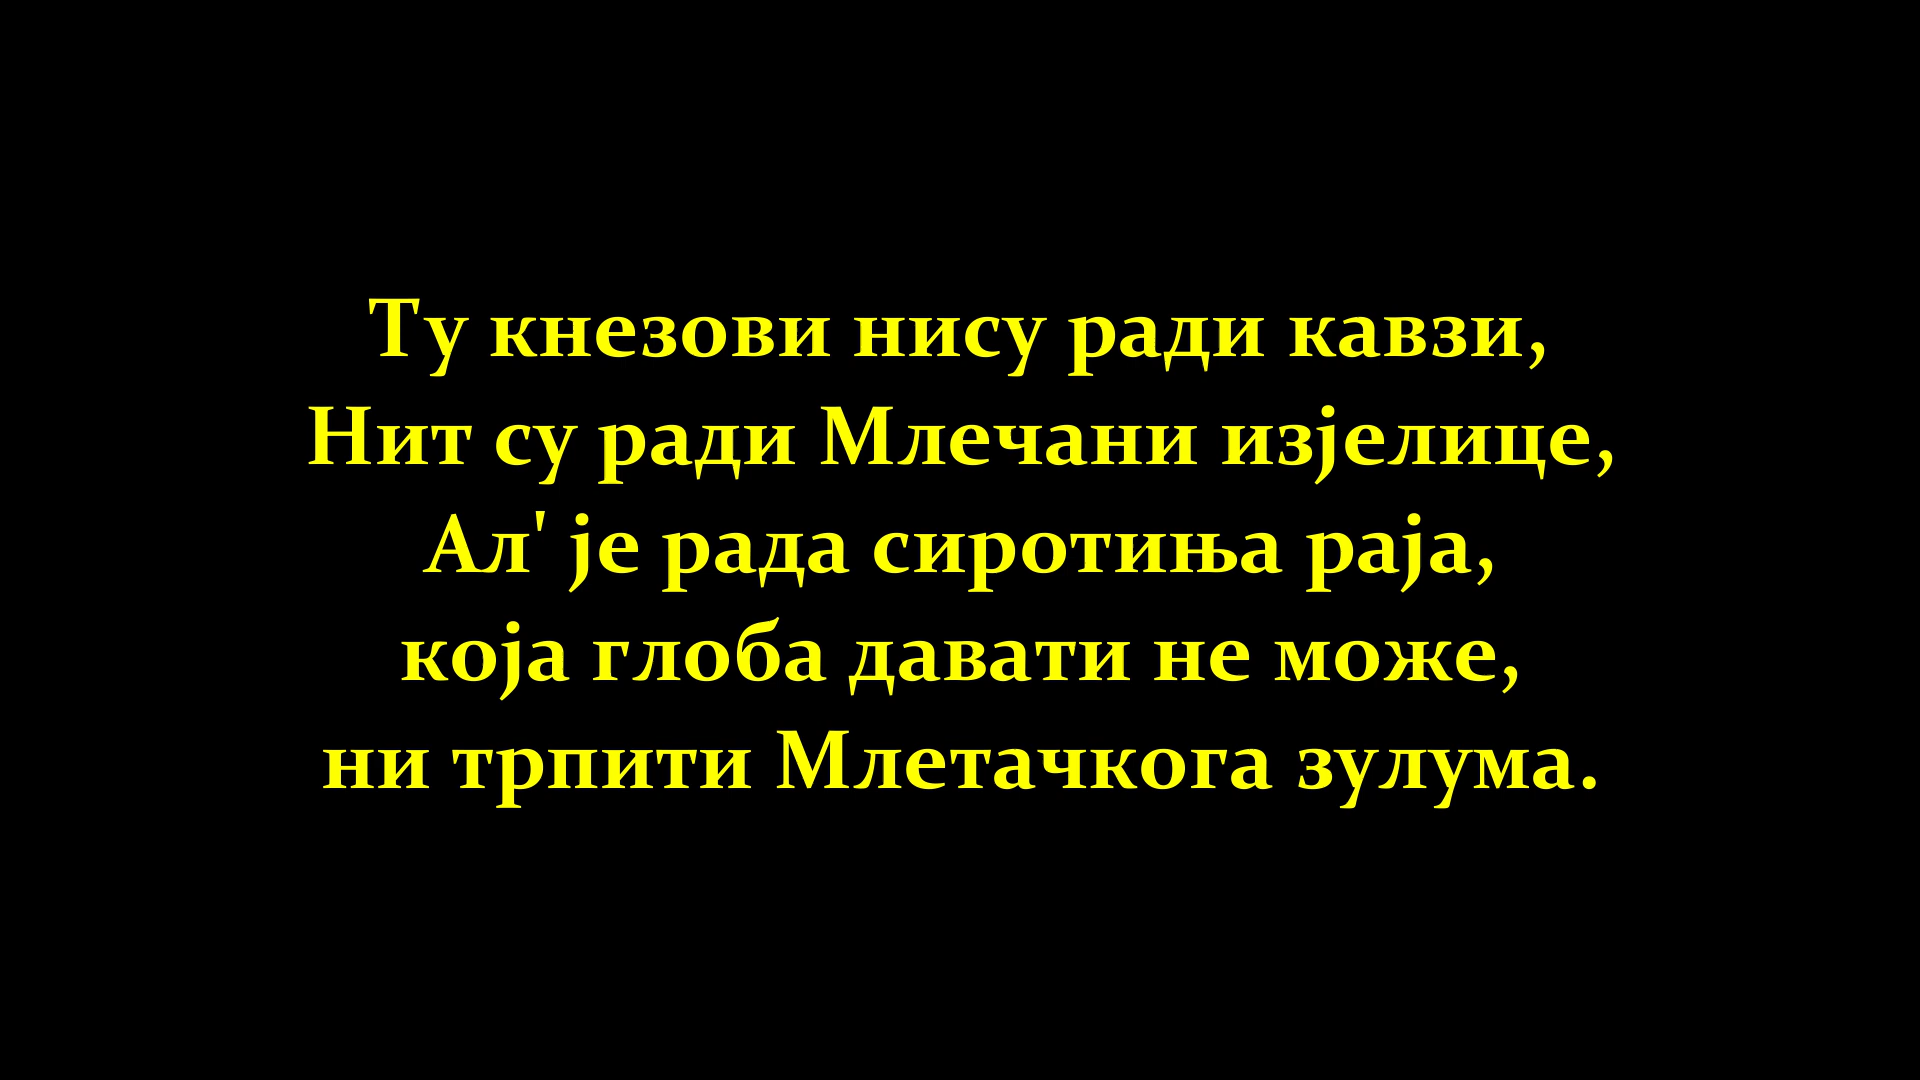 Ту кнезови нису ради кавзи,
Нит су ради Млечани изјелице,
Ал' је рада сиротиња раја,
која глоба давати не може,
ни трпити Млетачкога зулума.